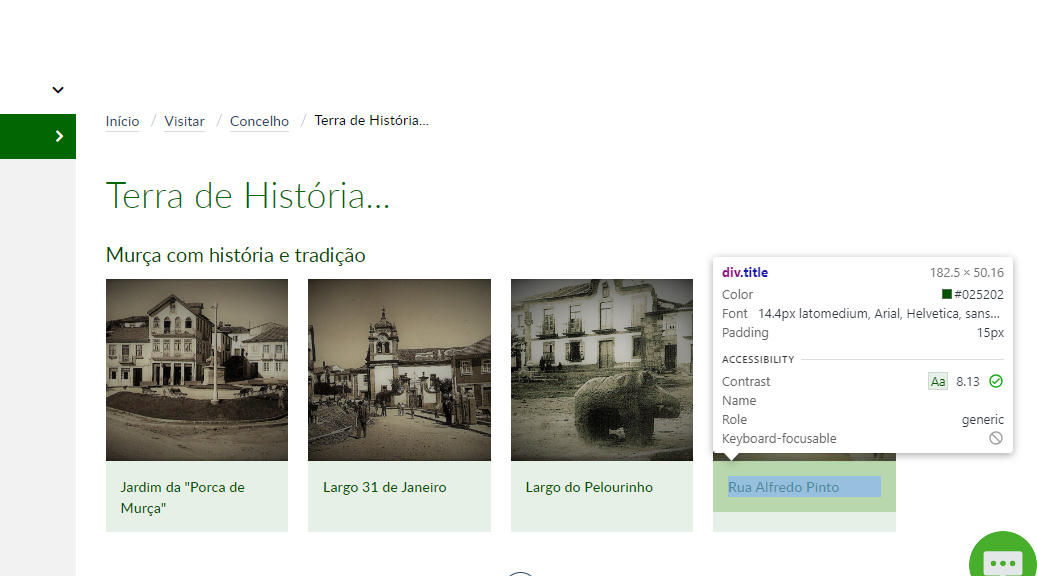 Início / Visitar / Concelho / Terra de História...
Terra de História...
Murça com história e tradição
div.title 182.5 × 50.16
Color #025202
Font 14.4px latomedium, Arial, Helvetica, sans...
Padding 15px
ACCESSIBILITY
Contrast Aa 8.13
Name
Role generic
Keyboard-focusable
Jardim da "Porca de
Murça"
Largo 31 de Janeiro
Largo do Pelourinho
Rua Alfredo Pinto